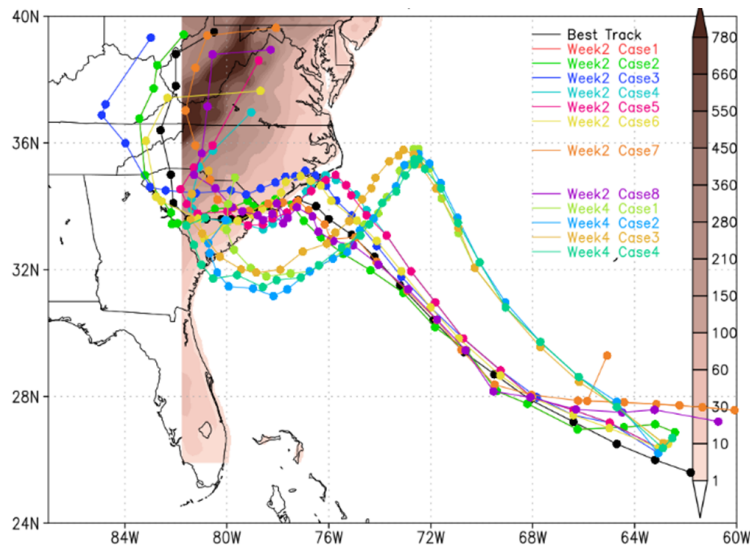 40N
36N
32N
28N
24N
84W
80W
76W
72W
68W
64W
60W
Best Track
Week2 Case1
Week2 Case2
Week2 Case3
Week2 Case4
Week2 Case5
Week2 Case6
Week2 Case7
Week2 Case8
Week4 Case1
Week4 Case2
Week4 Case3
Week4 Case4
780
660
550
450
360
280
210
150
100
60
30
10
1